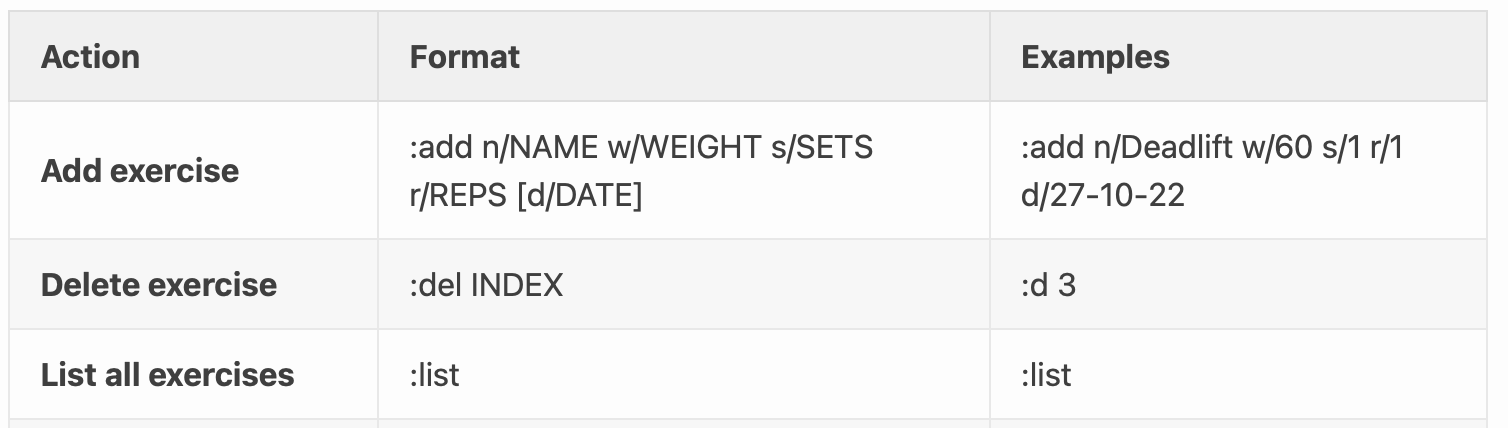 Action Format Examples
Add exercise
:add n/NAME w/WEIGHT s/SETS
r/REPS [d/DATE]
:add n/Deadlift w/60 s/1 r/1
d/27-10-22
Delete exercise :del INDEX :d 3
List all exercises :list :list